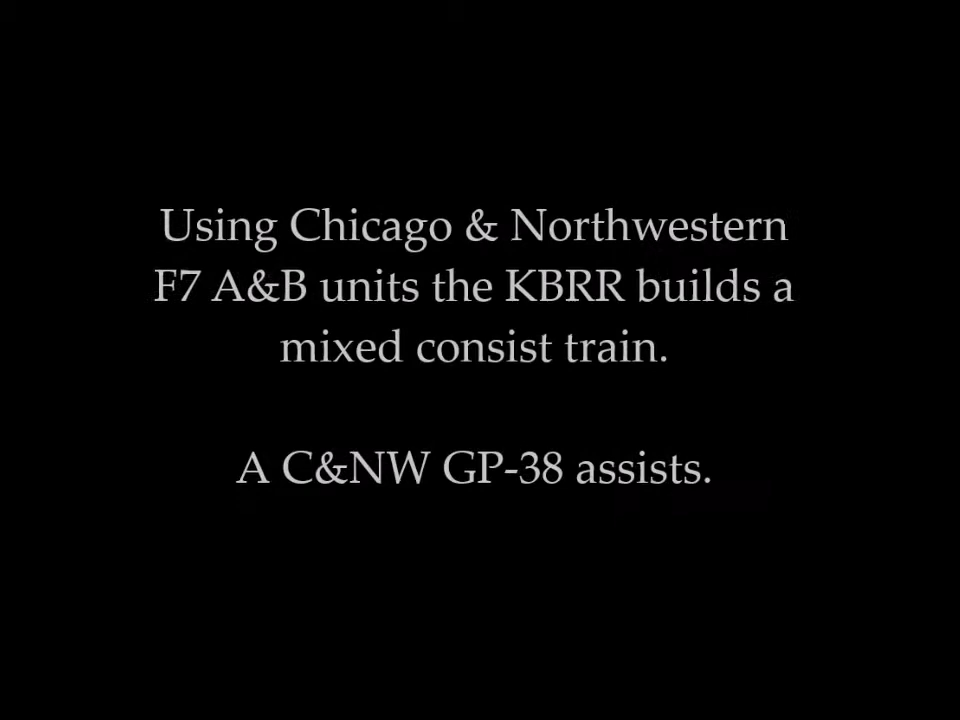 Using Chicago & Northwestern
F7 A&B units the KBRR builds a
mixed consist train.
A C&NW GP-38 assists.